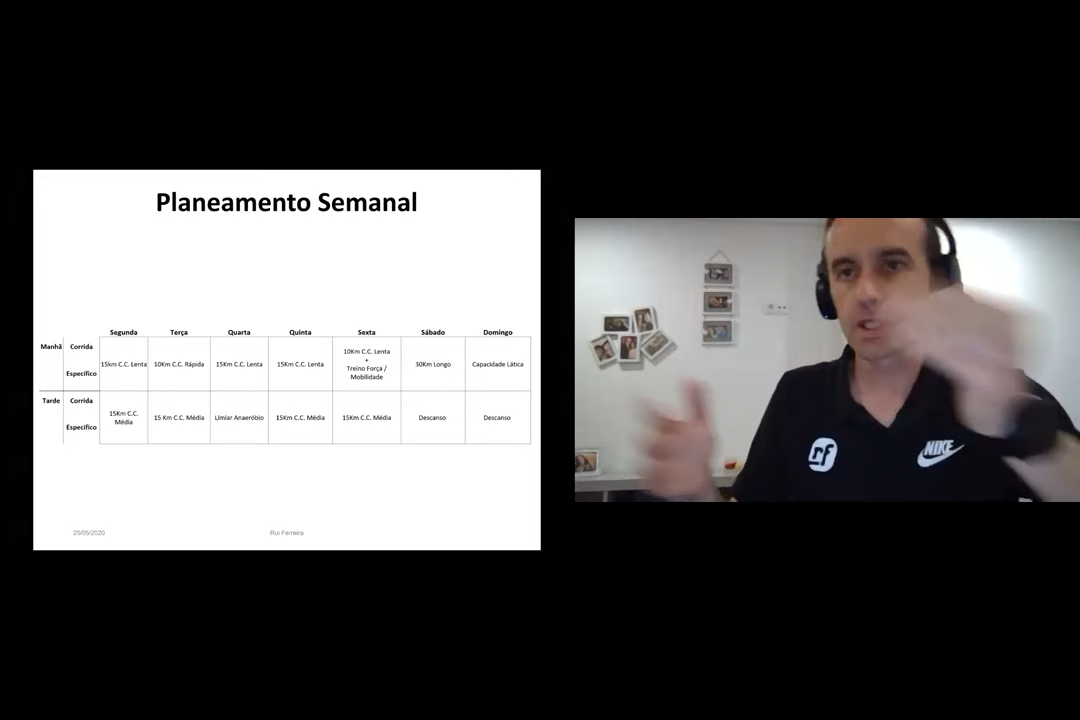 Planeamento Semanal
Segunda Terça Quarta Quinta Sexta Sábado Domingo
Manhã Corrida
Específico
15km C.C. Lenta
10Km C.C. Rápida
15Km C.C. Lenta
15Km C.C. Lenta
10Km C.C. Lenta
+
Treino Força /
Mobilidade
30Km Longo
Capacidade Lática
Tarde Corrida
Específico
15Km C.C.
Média
15 Km C.C. Média
Limiar Anaeróbio
15Km C.C. Média
15Km C.C. Média
Descanso
Descanso
25/05/2020
Rui Ferreira
rf
NIKE